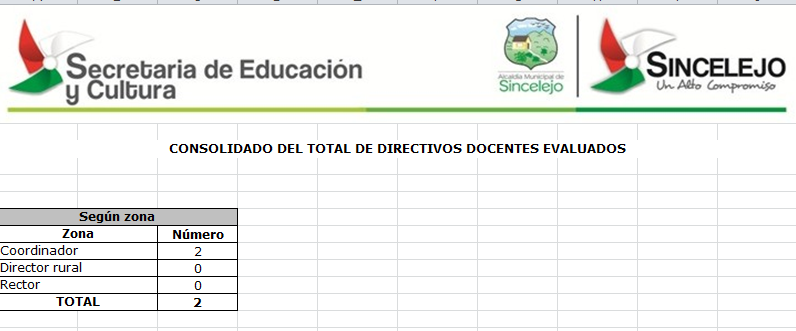 Secretaria de Educación
y Cultura
Alcaldía Municipal de
Sincelejo
SINCELEJO
Un Alto Compromiso
CONSOLIDADO DEL TOTAL DE DIRECTIVOS DOCENTES EVALUADOS
Según zona
Zona Número
Coordinador 2
Director rural 0
Rector 0
TOTAL 2